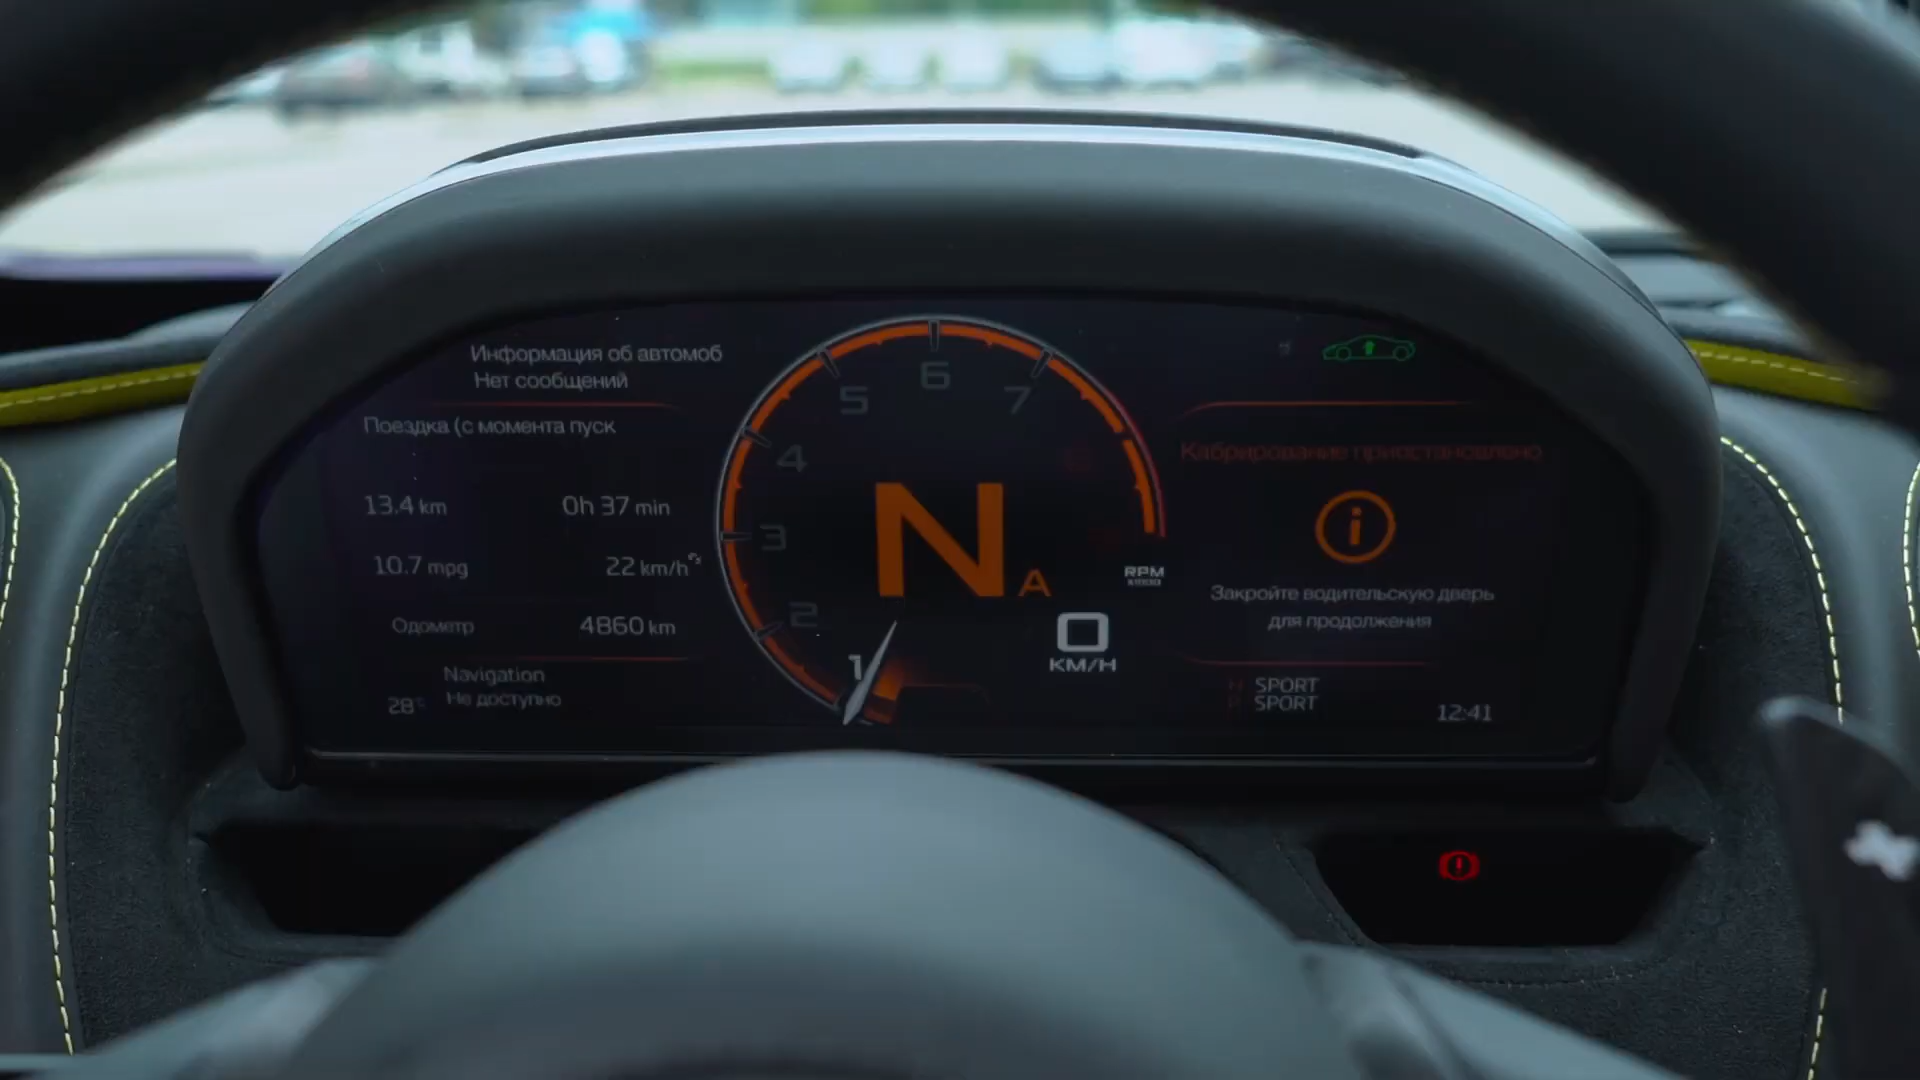 Информация об автомоб
Нет сообщений
Поездка (с момента пуск
13.4 km
0h 37 min
10.7 mpg
22 km/h
Одометр
4860 km
Navigation
Не доступно
28°
1
2
3
4
5
6
7
N A
RPM
0
KM/H
Кабрирование приостановлено
i
Закройте водительскую дверь
для продолжения
H SPORT
P SPORT
12:41